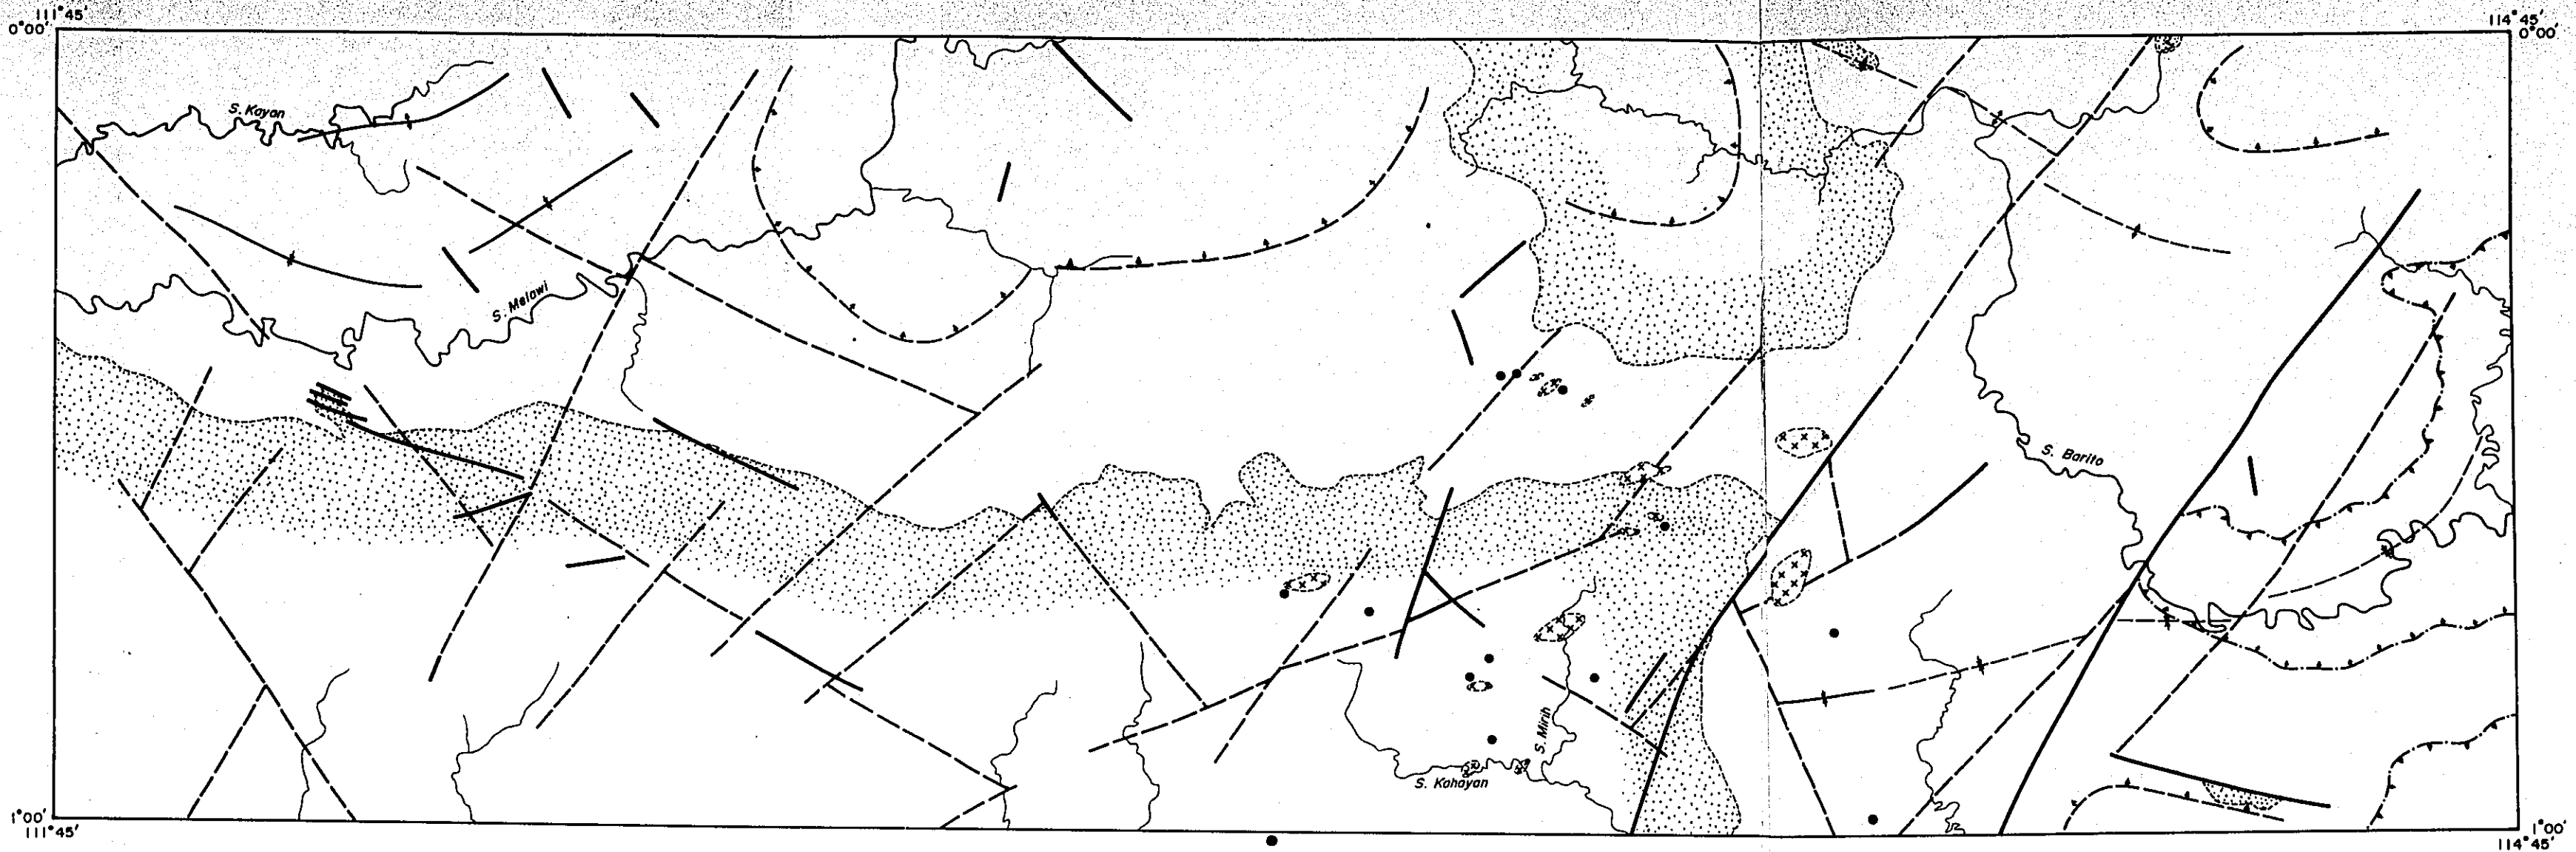 111°45'
114°45'
0°00'
0°00'
S. Kayan
S. Melawi
S. Barito
S. Mirih
S. Kahayan
1°00'
1°00'
111°45'
114°45'